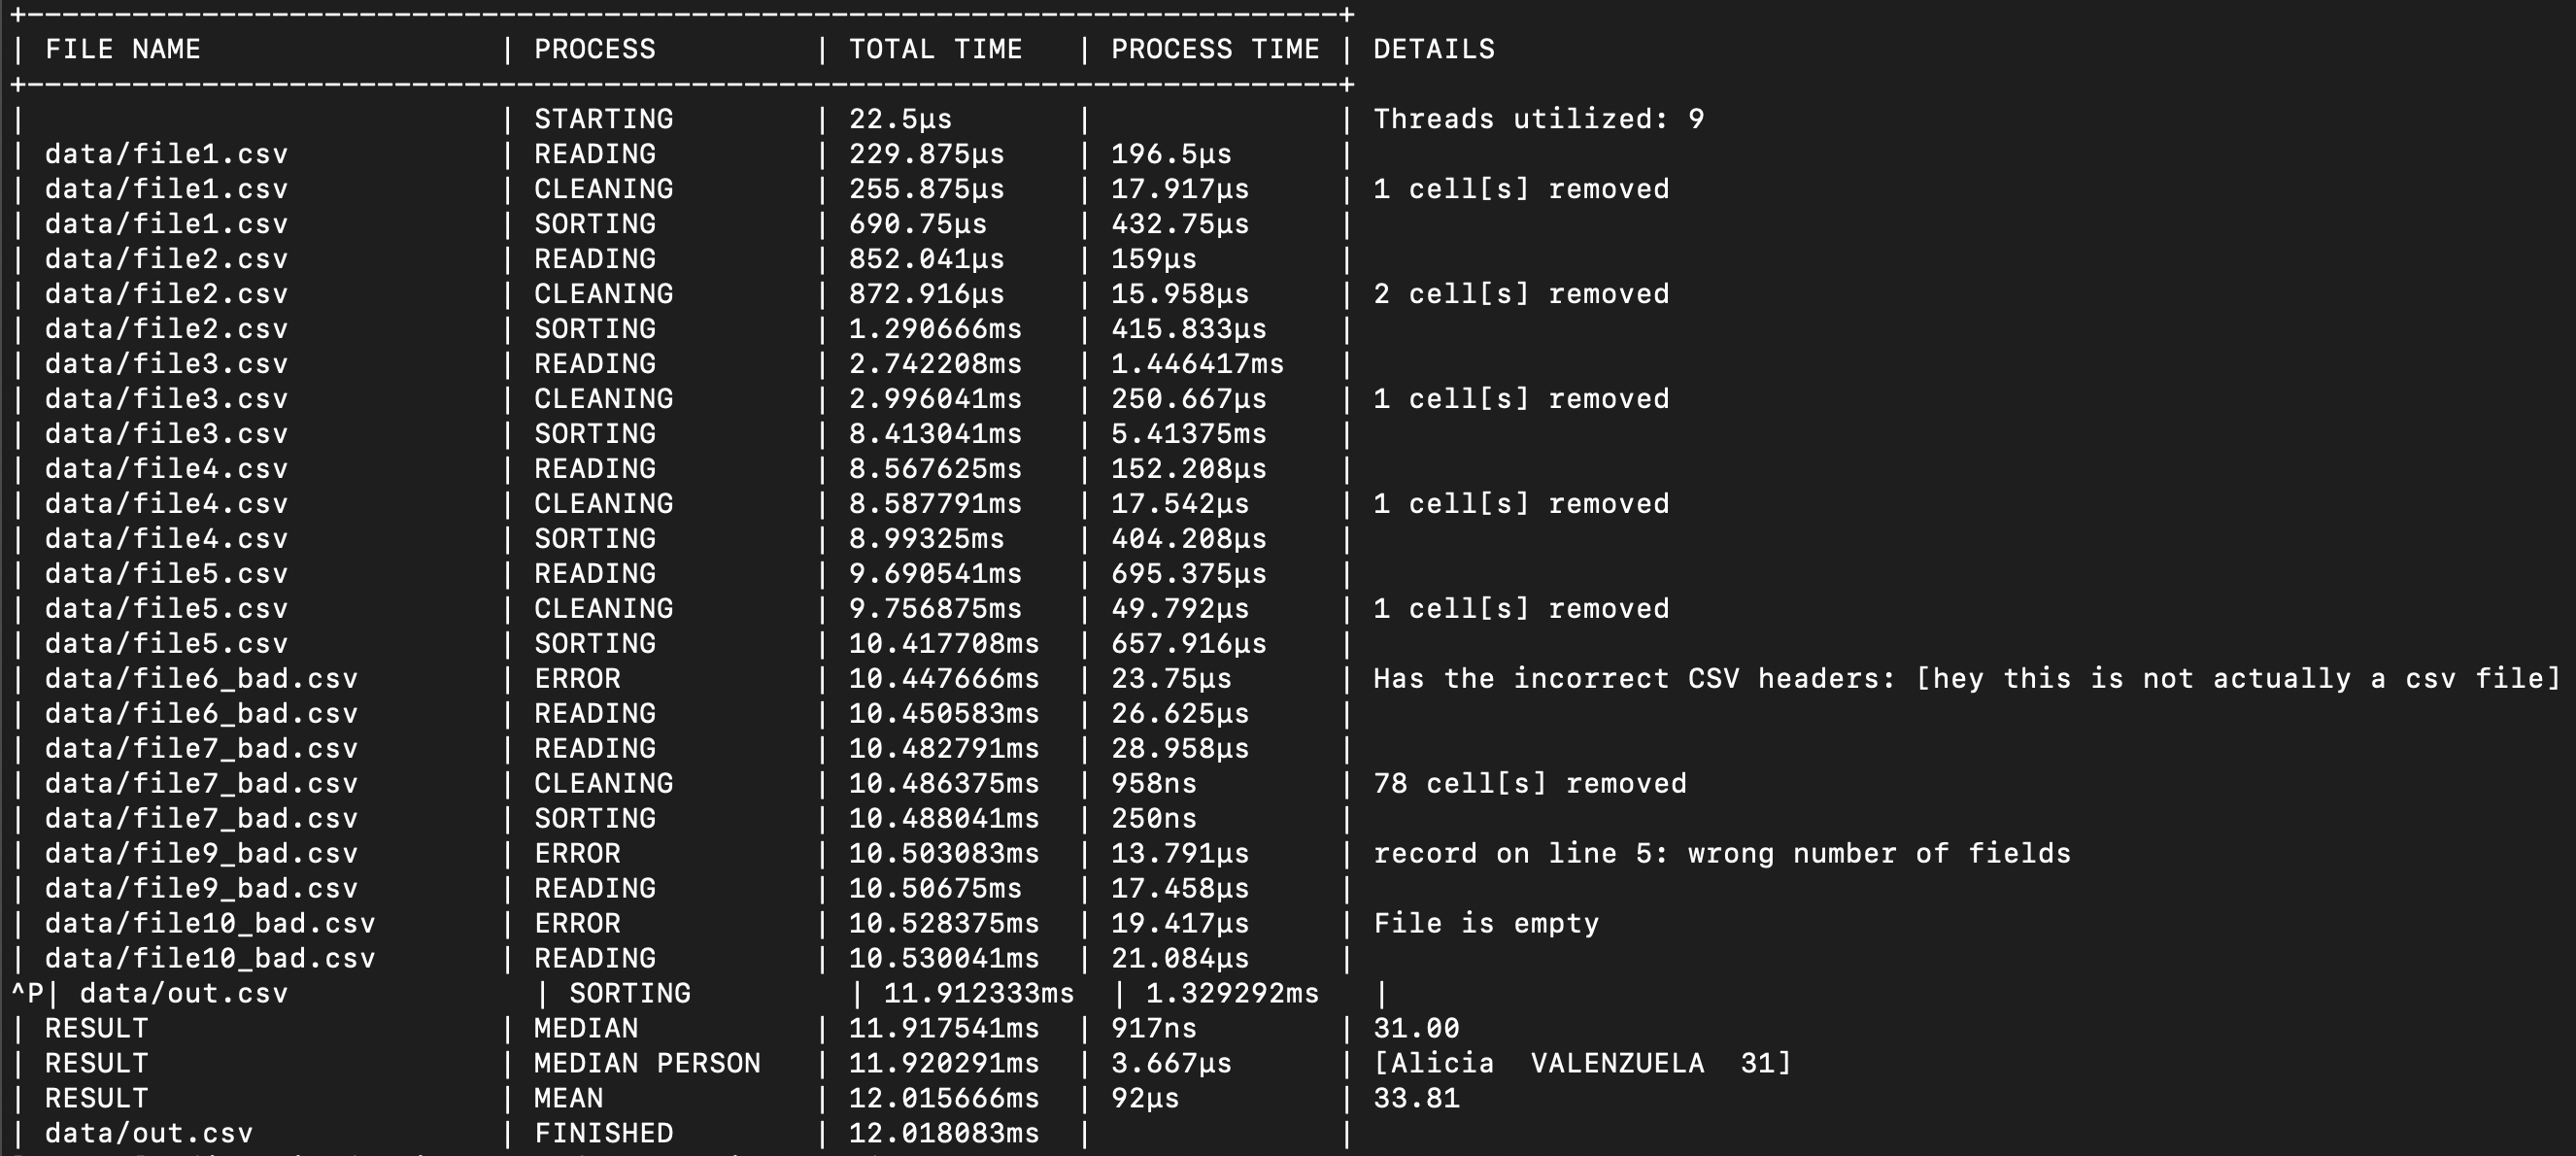 +----------------------------------------------------------------------------+
| FILE NAME | PROCESS | TOTAL TIME | PROCESS TIME | DETAILS
+----------------------------------------------------------------------------+
| | STARTING | 22.5µs | | Threads utilized: 9
| data/file1.csv | READING | 229.875µs | 196.5µs |
| data/file1.csv | CLEANING | 255.875µs | 17.917µs | 1 cell[s] removed
| data/file1.csv | SORTING | 690.75µs | 432.75µs |
| data/file2.csv | READING | 852.041µs | 159µs |
| data/file2.csv | CLEANING | 872.916µs | 15.958µs | 2 cell[s] removed
| data/file2.csv | SORTING | 1.290666ms | 415.833µs |
| data/file3.csv | READING | 2.742208ms | 1.446417ms |
| data/file3.csv | CLEANING | 2.996041ms | 250.667µs | 1 cell[s] removed
| data/file3.csv | SORTING | 8.413041ms | 5.41375ms |
| data/file4.csv | READING | 8.567625ms | 152.208µs |
| data/file4.csv | CLEANING | 8.587791ms | 17.542µs | 1 cell[s] removed
| data/file4.csv | SORTING | 8.99325ms | 404.208µs |
| data/file5.csv | READING | 9.690541ms | 695.375µs |
| data/file5.csv | CLEANING | 9.756875ms | 49.792µs | 1 cell[s] removed
| data/file5.csv | SORTING | 10.417708ms | 657.916µs |
| data/file6_bad.csv | ERROR | 10.447666ms | 23.75µs | Has the incorrect CSV headers: [hey this is not actually a csv file]
| data/file6_bad.csv | READING | 10.450583ms | 26.625µs |
| data/file7_bad.csv | READING | 10.482791ms | 28.958µs |
| data/file7_bad.csv | CLEANING | 10.486375ms | 958ns | 78 cell[s] removed
| data/file7_bad.csv | SORTING | 10.488041ms | 250ns |
| data/file9_bad.csv | ERROR | 10.503083ms | 13.791µs | record on line 5: wrong number of fields
| data/file9_bad.csv | READING | 10.50675ms | 17.458µs |
| data/file10_bad.csv | ERROR | 10.528375ms | 19.417µs | File is empty
| data/file10_bad.csv | READING | 10.530041ms | 21.084µs |
^P| data/out.csv | SORTING | 11.912333ms | 1.329292ms |
| RESULT | MEDIAN | 11.917541ms | 917ns | 31.00
| RESULT | MEDIAN PERSON | 11.920291ms | 3.667µs | [Alicia  VALENZUELA  31]
| RESULT | MEAN | 12.015666ms | 92µs | 33.81
| data/out.csv | FINISHED | 12.018083ms | |